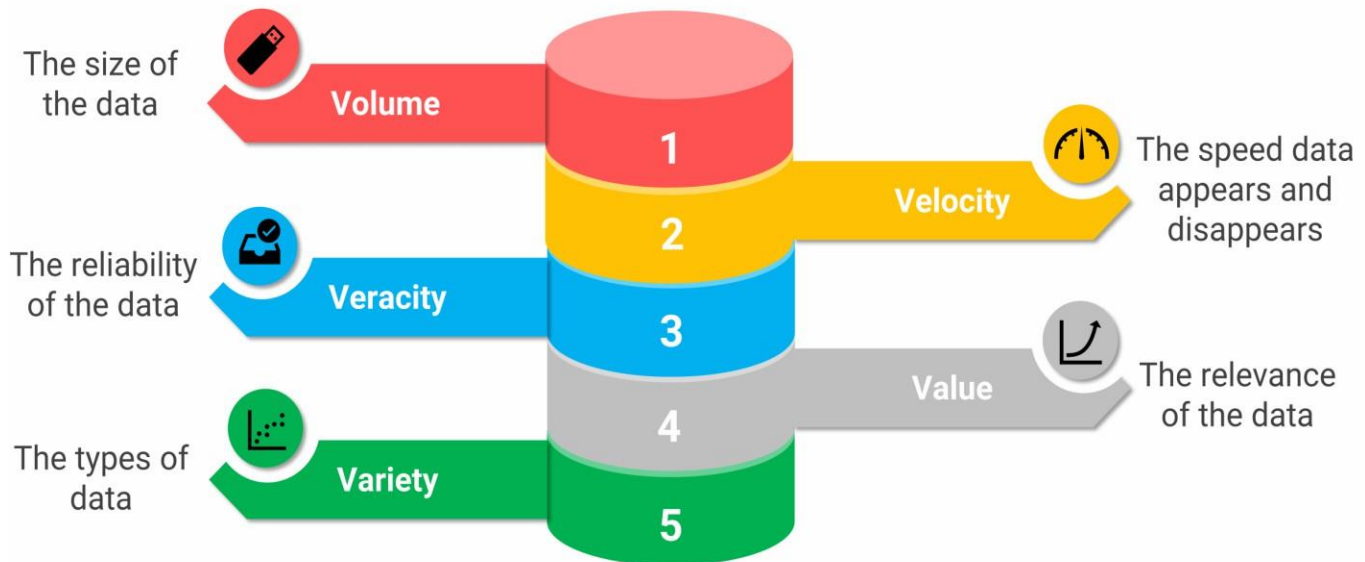 The size of
the data
Volume
1
Velocity
The speed data
appears and
disappears
2
The reliability
of the data
Veracity
3
Value
The relevance
of the data
4
The types of
data
Variety
5